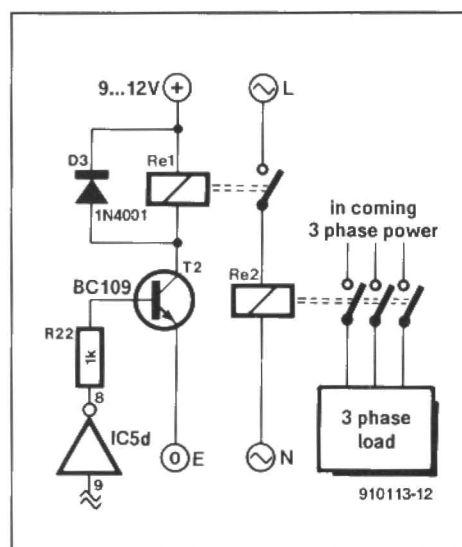 9...12V
+
L
D3
Re1
1N4001
in coming
3 phase power
T2
BC109
Re2
R22
1k
8
IC5d
9
0 E
N
3 phase
load
910113-12